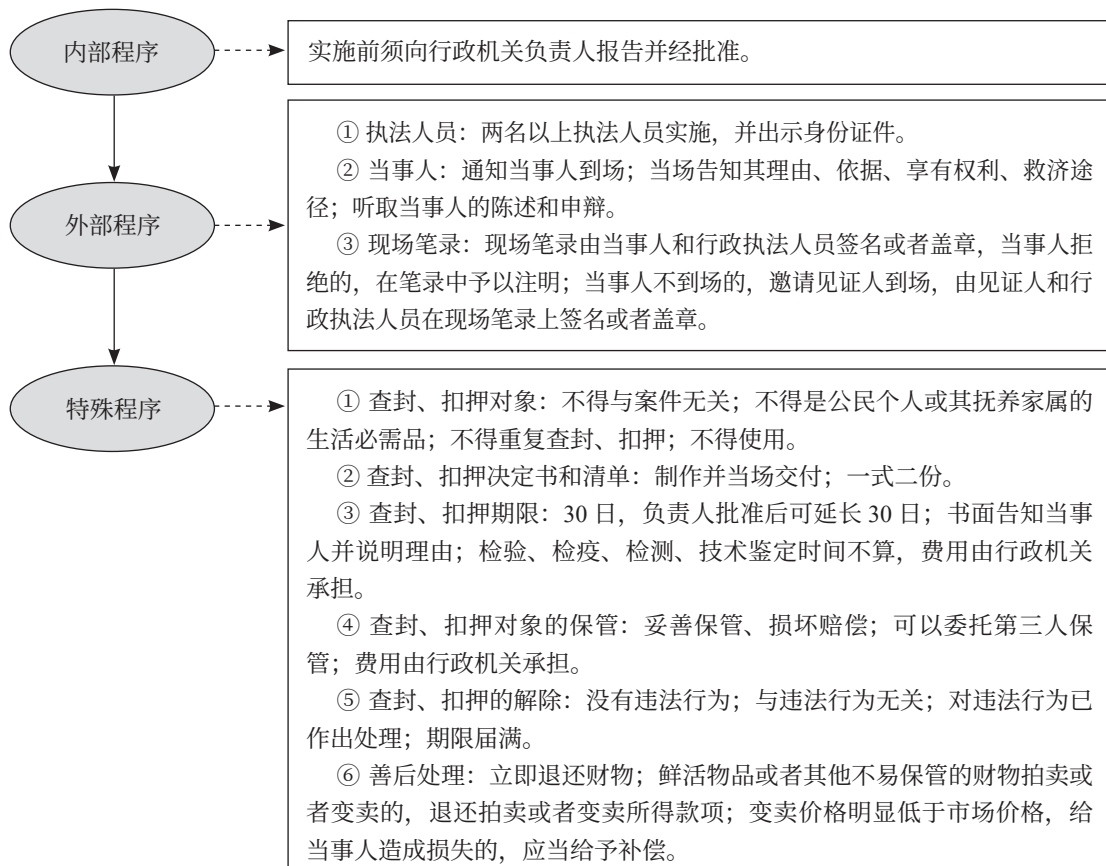 内部程序
实施前须向行政机关负责人报告并经批准。
外部程序
① 执法人员：两名以上执法人员实施，并出示身份证件。
② 当事人：通知当事人到场；当场告知其理由、依据、享有权利、救济途
径；听取当事人的陈述和申辩。
③ 现场笔录：现场笔录由当事人和行政执法人员签名或者盖章，当事人拒
绝的，在笔录中予以注明；当事人不到场的，邀请见证人到场，由见证人和行
政执法人员在现场笔录上签名或者盖章。
特殊程序
① 查封、扣押对象：不得与案件无关；不得是公民个人或其抚养家属的
生活必需品；不得重复查封、扣押；不得使用。
② 查封、扣押决定书和清单：制作并当场交付；一式二份。
③ 查封、扣押期限：30 日，负责人批准后可延长 30 日；书面告知当事
人并说明理由；检验、检疫、检测、技术鉴定时间不算，费用由行政机关
承担。
④ 查封、扣押对象的保管：妥善保管、损坏赔偿；可以委托第三人保
管；费用由行政机关承担。
⑤ 查封、扣押的解除：没有违法行为；与违法行为无关；对违法行为已
作出处理；期限届满。
⑥ 善后处理：立即退还财物；鲜活物品或者其他不易保管的财物拍卖或
者变卖的，退还拍卖或者变卖所得款项；变卖价格明显低于市场价格，给
当事人造成损失的，应当给予补偿。